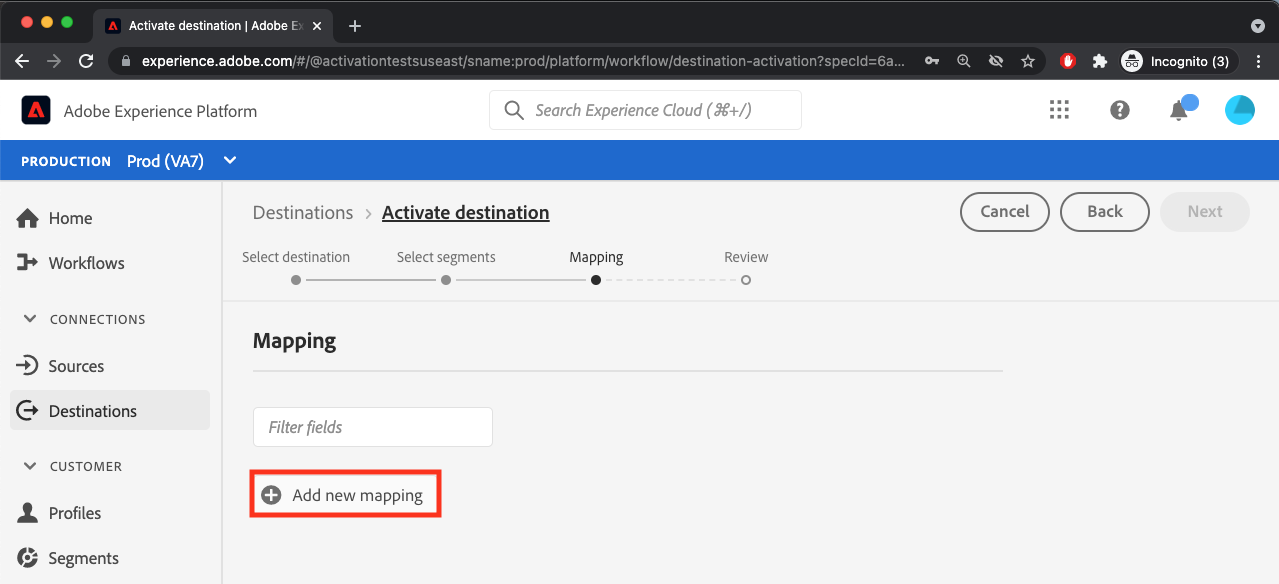 Activate destination | Adobe Ex
experience.adobe.com/#/@activationtestsuseast/sname:prod/platform/workflow/destination-activation?specId=6a...
Incognito (3)
Adobe Experience Platform
Search Experience Cloud (⌘+/)
PRODUCTION Prod (VA7)
Home
Workflows
CONNECTIONS
Sources
Destinations
CUSTOMER
Profiles
Segments
Destinations > Activate destination
Cancel Back Next
Select destination Select segments Mapping Review
Mapping
Filter fields
Add new mapping